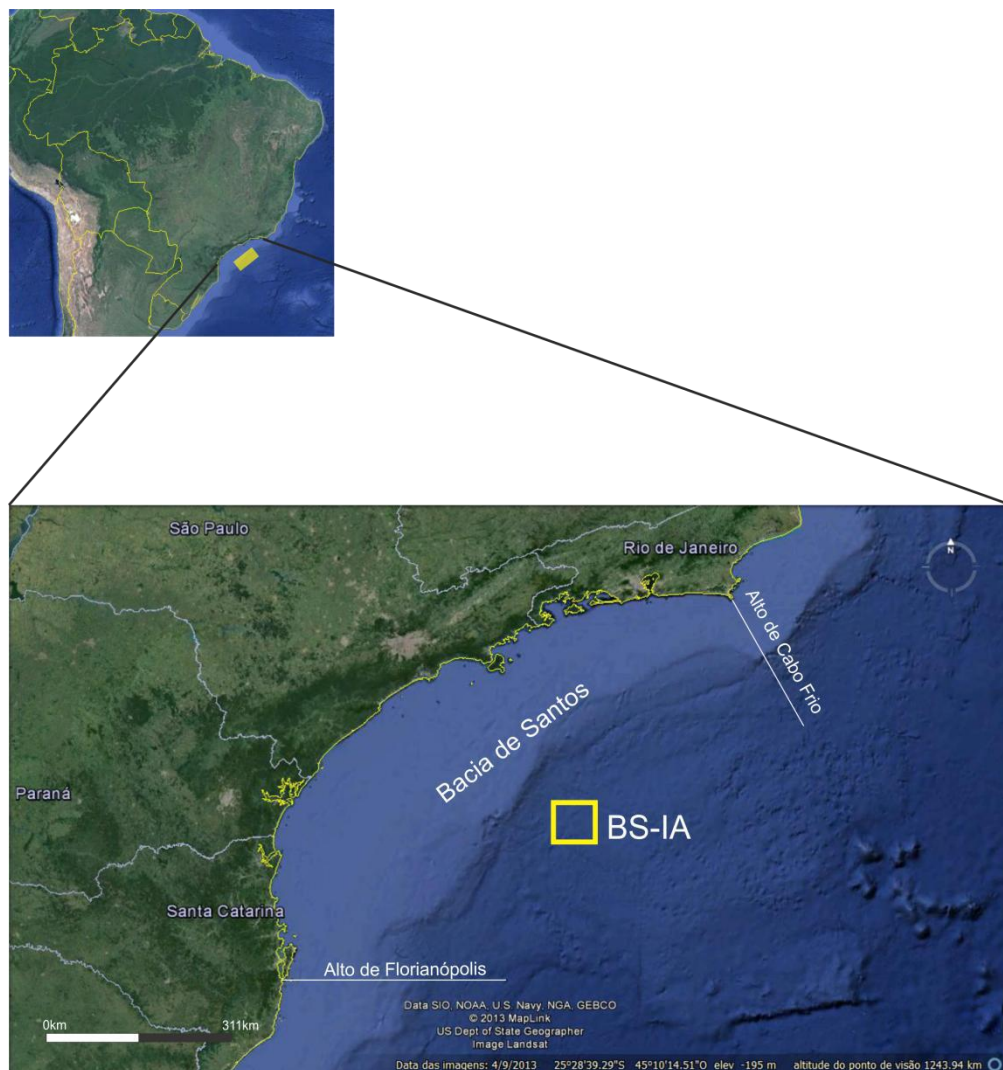 São Paulo
Rio de Janeiro
N
Alto de Cabo Frio
Bacia de Santos
Paraná
BS-IA
Santa Catarina
Alto de Florianópolis
Data SIO, NOAA, U.S. Navy, NGA, GEBCO
© 2013 MapLink
US Dept of State Geographer
Image Landsat
0km 311km
Data das imagens: 4/9/2013 25°28'39.29"S 45°10'14.51"O elev -195 m altitude do ponto de visão 1243.94 km